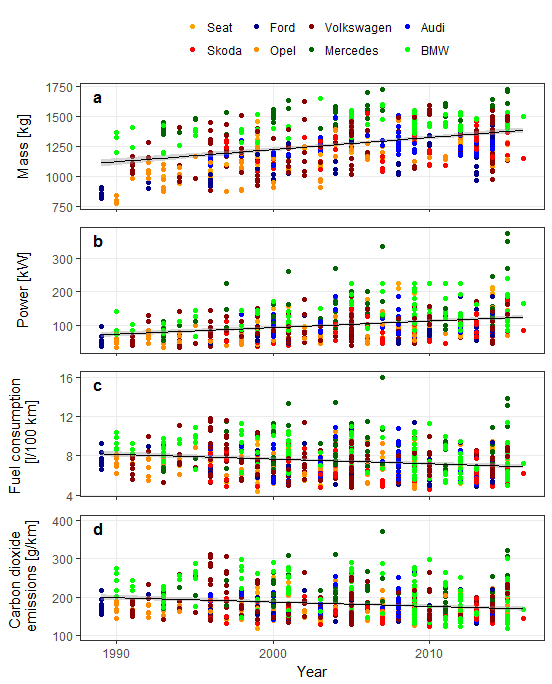 Seat Ford Volkswagen Audi
Skoda Opel Mercedes BMW
a
Mass [kg]
1750
1500
1250
1000
750
b
Power [kW]
300
200
100
c
Fuel consumption
[l/100 km]
16
12
8
4
d
Carbon dioxide
emissions [g/km]
400
300
200
100
1990 2000 2010
Year